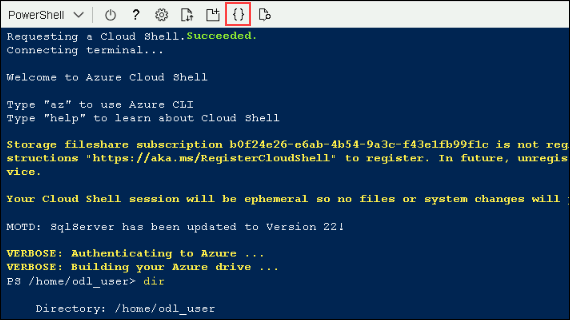 PowerShell
Requesting a Cloud Shell.Succeeded.
Connecting terminal...
Welcome to Azure Cloud Shell
Type "az" to use Azure CLI
Type "help" to learn about Cloud Shell
Storage fileshare subscription b0f24e26-e6ab-4b54-9a3c-f43e1fb99f1c is not reg
structions "https://aka.ms/RegisterCloudShell" to register. In future, unregis
vice.
Your Cloud Shell session will be ephemeral so no files or system changes will
MOTD: SqlServer has been updated to Version 22!
VERBOSE: Authenticating to Azure ...
VERBOSE: Building your Azure drive ...
PS /home/odl_user> dir
Directory: /home/odl_user